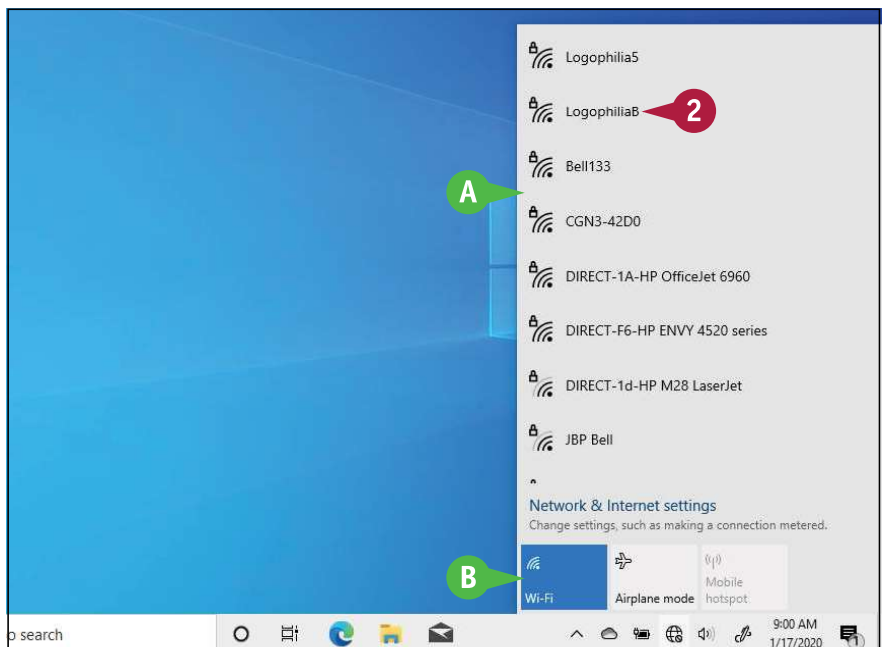 Logophilia5
LogophiliaB
2
Bell133
A
CGN3-42D0
DIRECT-1A-HP OfficeJet 6960
DIRECT-F6-HP ENVY 4520 series
DIRECT-1d-HP M28 LaserJet
JBP Bell
Network & Internet settings
Change settings, such as making a connection metered.
B
Wi-Fi
Airplane mode
Mobile
hotspot
o search
9:00 AM
1/17/2020
1